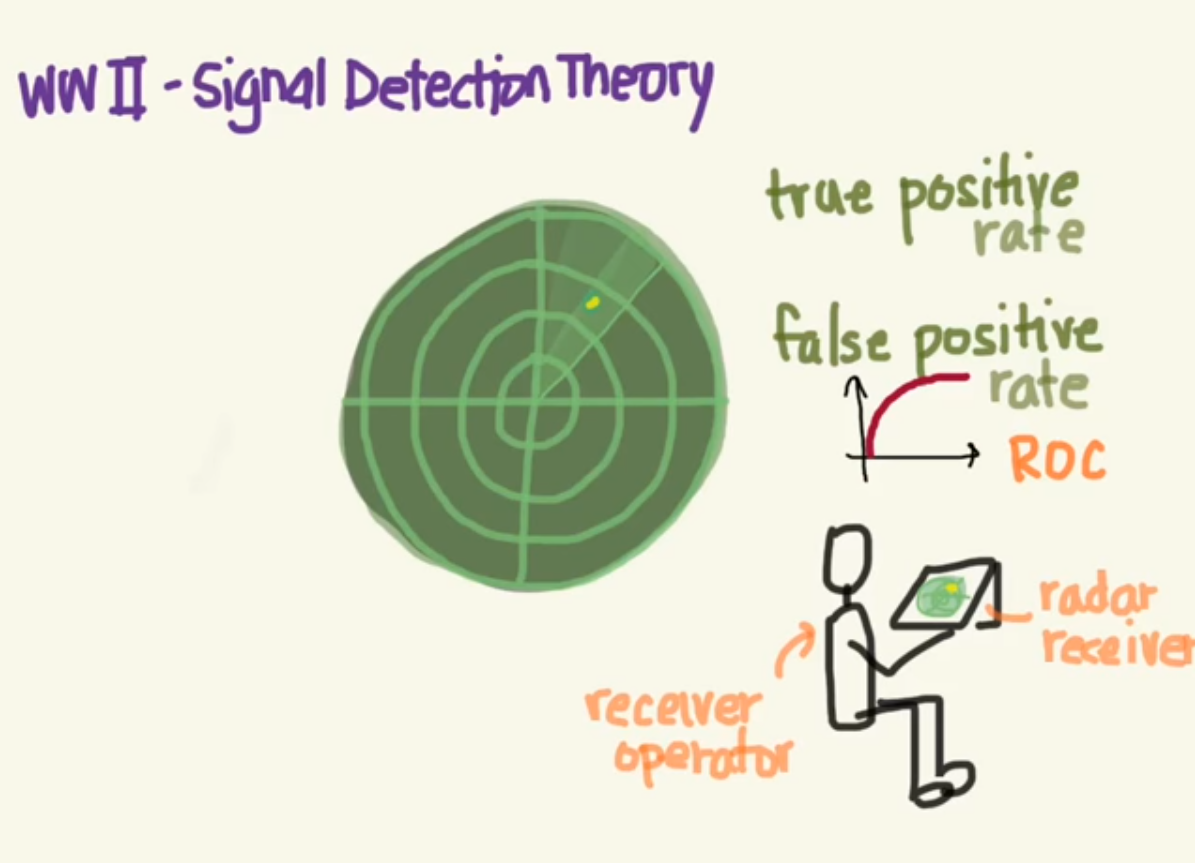 WW II - Signal Detection Theory
true positive
rate
false positive
rate
ROC
radar
receiver
receiver
operator